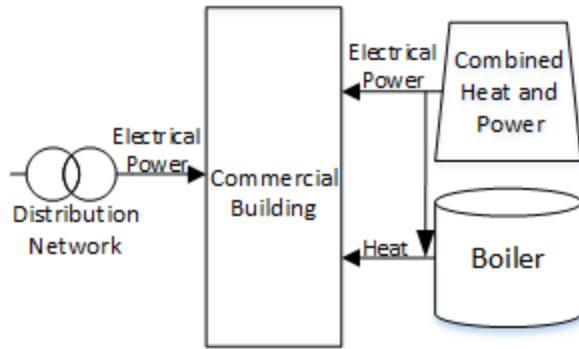 Electrical
Power
Combined
Heat and
Power
Electrical
Power
Distribution
Network
Commercial
Building
Heat
Boiler